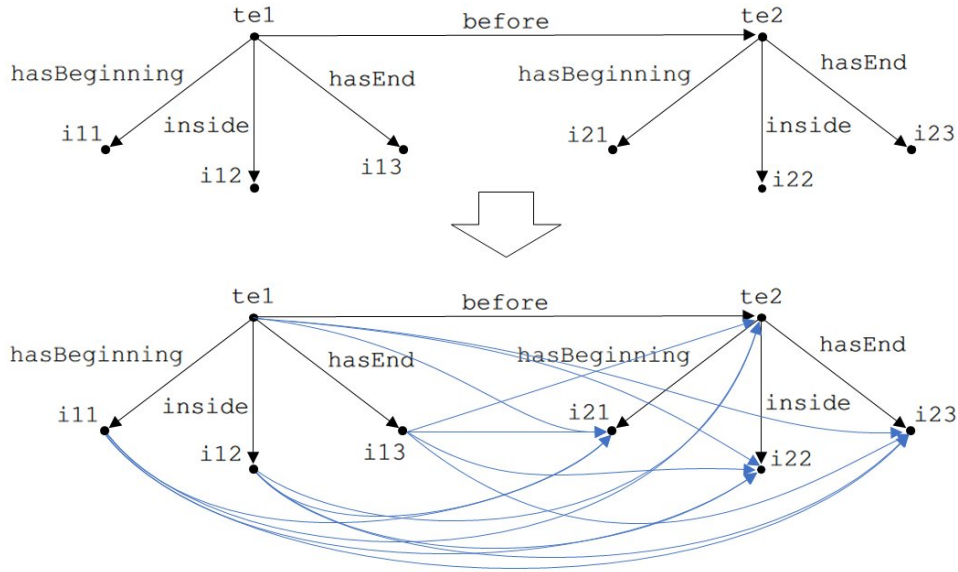 te1
te2
before
hasBeginning
hasEnd
hasBeginning
hasEnd
i11
inside
i12
i13
i21
inside
i22
i23
te1
te2
before
hasBeginning
hasEnd
hasBeginning
hasEnd
i11
inside
i12
i13
i21
inside
i22
i23